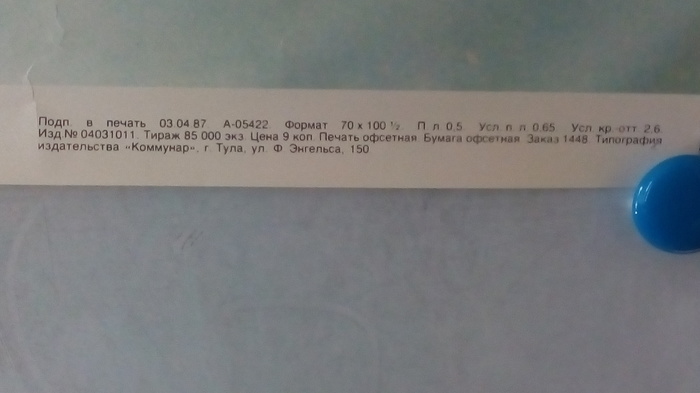 Подп. в печать 03.04.87. А-05422. Формат 70 х 100 ½. П. л. 0,5. Усл. п. л. 0,65. Усл. кр.-отт. 2,6.
Изд.№ 04031011. Тираж 85 000 экз. Цена 9 коп. Печать офсетная. Бумага офсетная. Заказ 1448. Типография
издательства «Коммунар», г. Тула, ул. Ф. Энгельса, 150